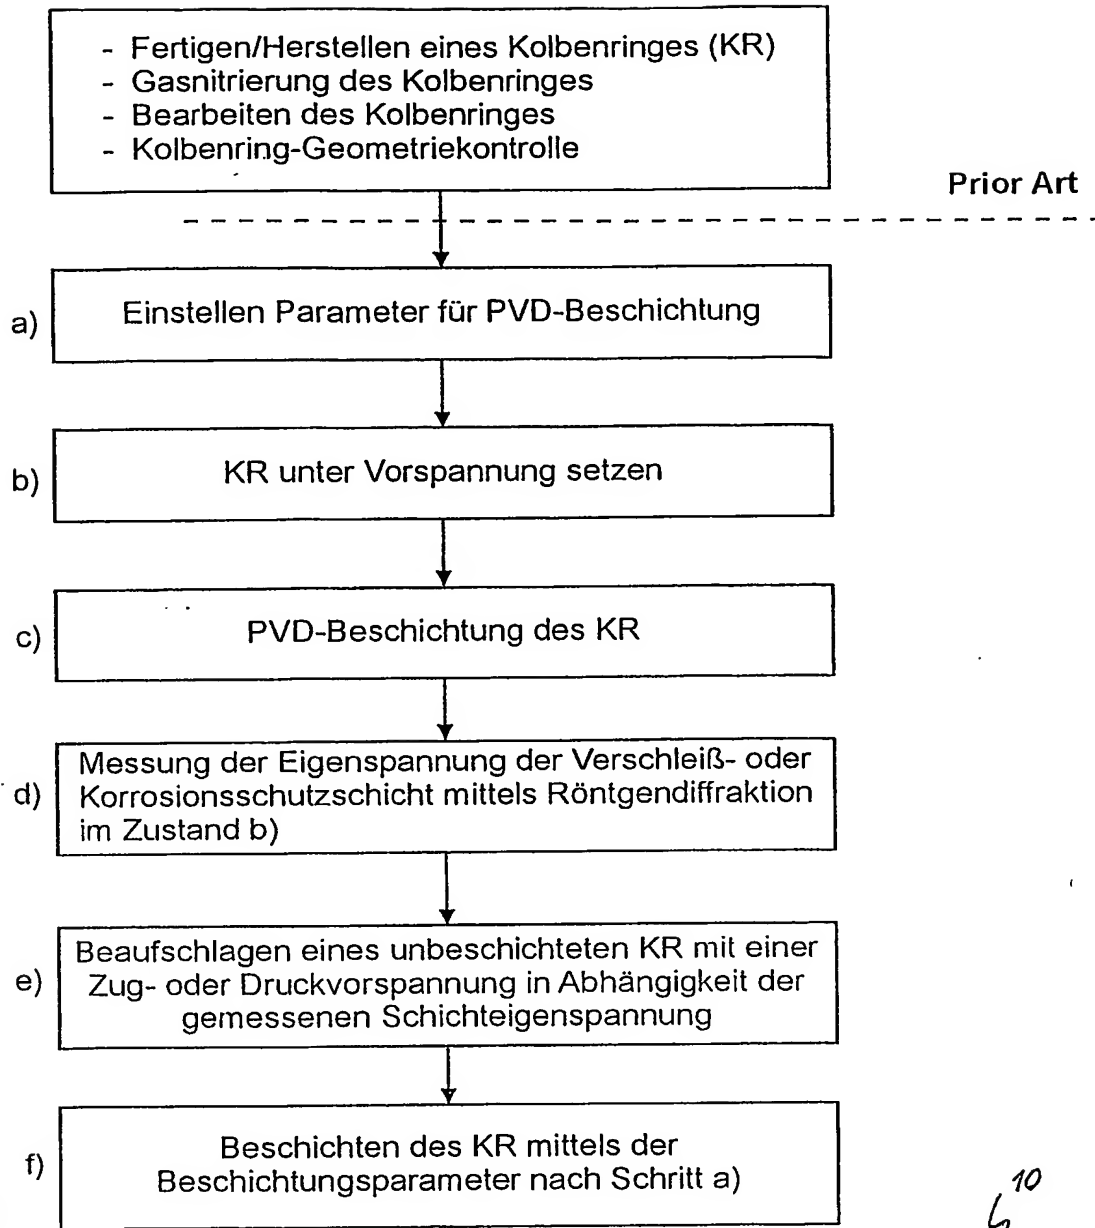 - Fertigen/Herstellen eines Kolbenringes (KR)
- Gasnitrierung des Kolbenringes
- Bearbeiten des Kolbenringes
- Kolbenring-Geometriekontrolle
Prior Art
a) Einstellen Parameter für PVD-Beschichtung
b) KR unter Vorspannung setzen
c) PVD-Beschichtung des KR
Messung der Eigenspannung der Verschleiß- oder
d) Korrosionsschutzschicht mittels Röntgendiffraktion
im Zustand b)
Beaufschlagen eines unbeschichteten KR mit einer
e) Zug- oder Druckvorspannung in Abhängigkeit der
gemessenen Schichteigenspannung
Beschichten des KR mittels der
f) Beschichtungsparameter nach Schritt a)
10